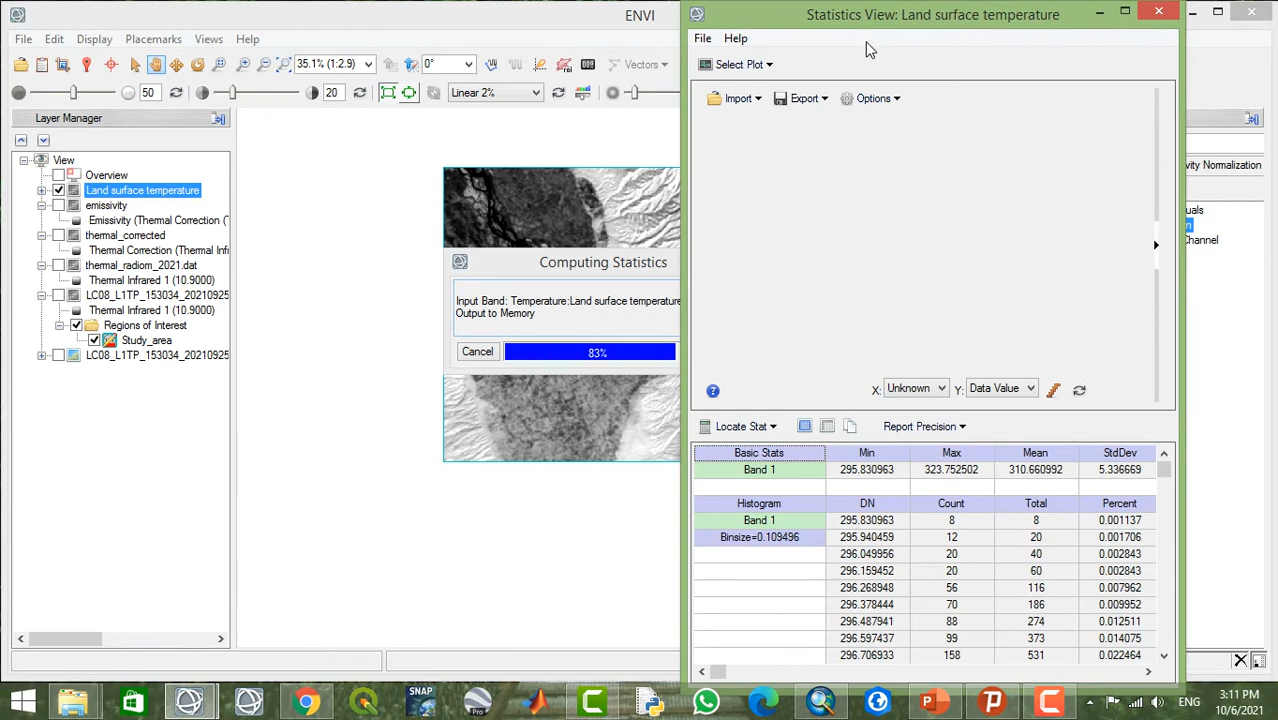 ENVI
File Edit Display Placemarks Views Help
35.1% (1:2.9) 0° Vectors
50 20 Linear 2%
Layer Manager
View
Overview
Land surface temperature
emissivity
Emissivity (Thermal Correction (T
thermal_corrected
Thermal Correction (Thermal Infr
thermal_radiom_2021.dat
Thermal Infrared 1 (10.9000)
LC08_L1TP_153034_20210925
Thermal Infrared 1 (10.9000)
Regions of Interest
Study_area
LC08_L1TP_153034_20210925
Computing Statistics
Input Band: Temperature:Land surface temperature
Output to Memory
Cancel 83%
Statistics View: Land surface temperature
File Help
Select Plot
Import Export Options
X: Unknown Y: Data Value
Locate Stat Report Precision
Basic Stats Min Max Mean StdDev
Band 1 295.830963 323.752502 310.660992 5.336669
Histogram DN Count Total Percent
Band 1 295.830963 8 8 0.001137
Binsize=0.109496 295.940459 12 20 0.001706
296.049956 20 40 0.002843
296.159452 20 60 0.002843
296.268948 56 116 0.007962
296.378444 70 186 0.009952
296.487941 88 274 0.012511
296.597437 99 373 0.014075
296.706933 158 531 0.022464
ivity Normalization
uals
n
Channel
SNAP
Pro
ENG
3:11 PM
10/6/2021